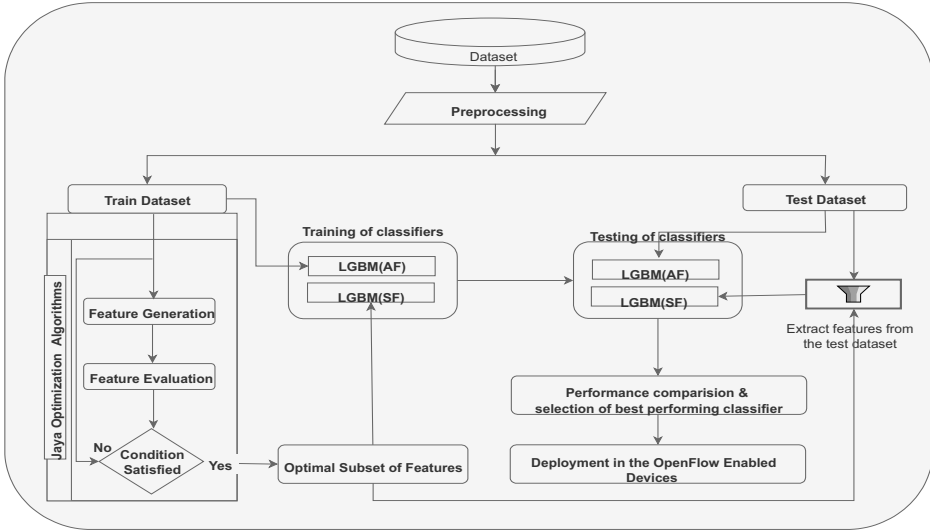 Dataset
Preprocessing
Train Dataset
Test Dataset
Training of classifiers
LGBM(AF)
LGBM(SF)
Testing of classifiers
LGBM(AF)
LGBM(SF)
Extract features from
the test dataset
Jaya Optimization Algorithms
Feature Generation
Feature Evaluation
No
Condition
Satisfied
Yes
Optimal Subset of Features
Performance comparision &
selection of best performing classifier
Deployment in the OpenFlow Enabled
Devices